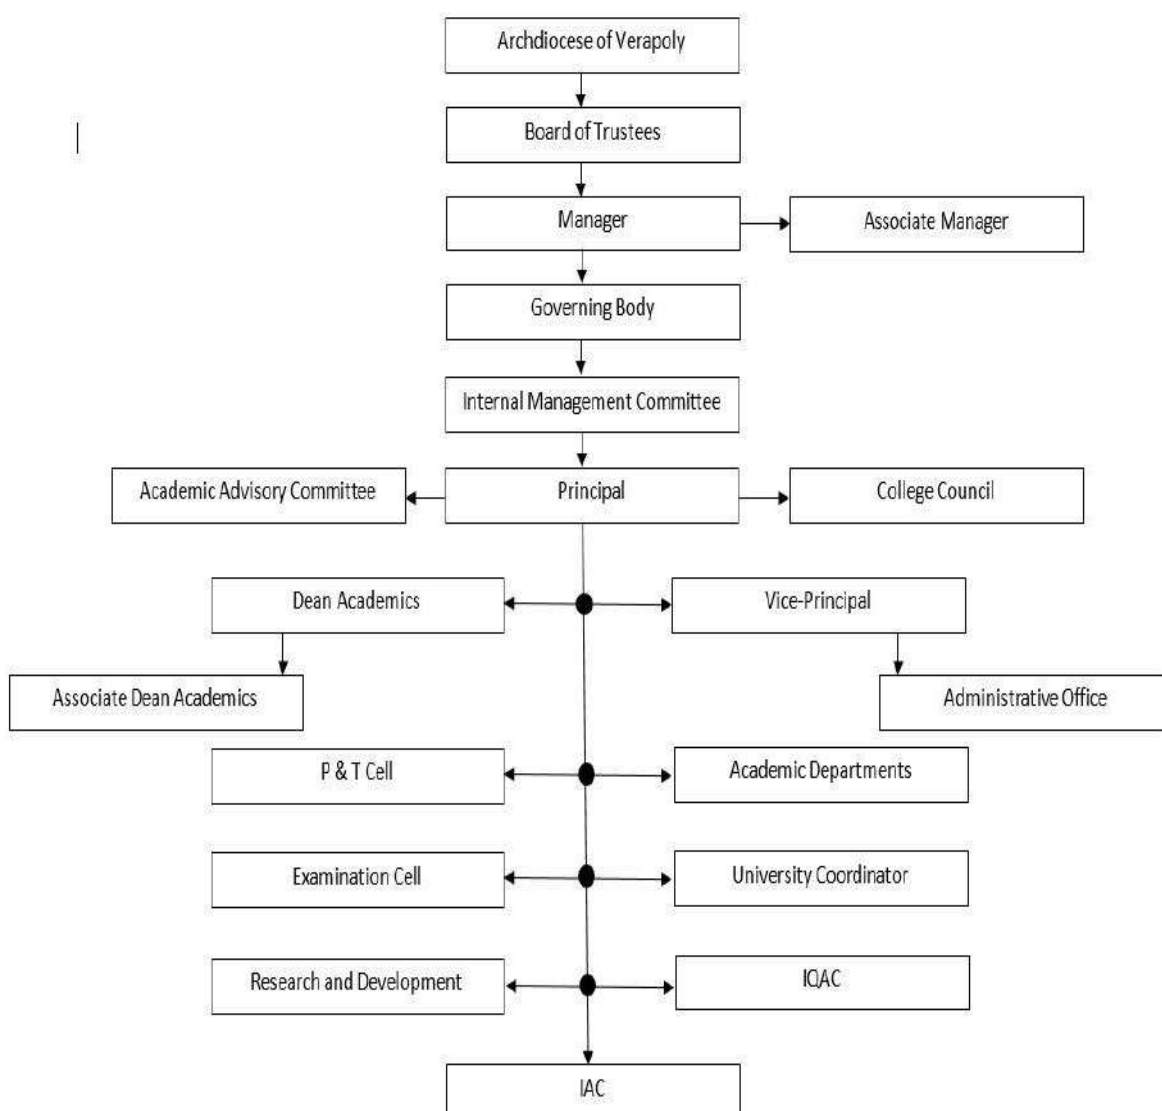 Archdiocese of Verapoly
Board of Trustees
Manager
Associate Manager
Governing Body
Internal Management Committee
Academic Advisory Committee
Principal
College Council
Dean Academics
Vice-Principal
Associate Dean Academics
Administrative Office
P & T Cell
Academic Departments
Examination Cell
University Coordinator
Research and Development
IQAC
IAC